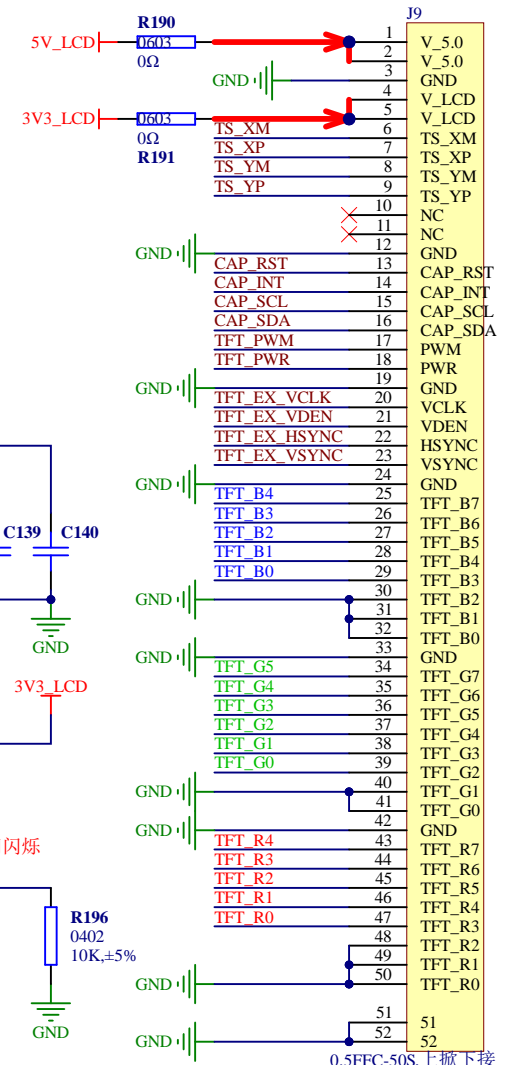 J9
R190
5V_LCD
0603
0Ω
1
V_5.0
2
V_5.0
GND
3
GND
4
V_LCD
3V3_LCD
0603
0Ω
R191
5
V_LCD
TS_XM
6
TS_XM
TS_XP
7
TS_XP
TS_YM
8
TS_YM
TS_YP
9
TS_YP
10
NC
11
NC
GND
12
GND
CAP_RST
13
CAP_RST
CAP_INT
14
CAP_INT
CAP_SCL
15
CAP_SCL
CAP_SDA
16
CAP_SDA
TFT_PWM
17
PWM
TFT_PWR
18
PWR
GND
19
GND
TFT_EX_VCLK
20
VCLK
TFT_EX_VDEN
21
VDEN
TFT_EX_HSYNC
22
HSYNC
TFT_EX_VSYNC
23
VSYNC
GND
24
GND
TFT_B4
25
TFT_B7
TFT_B3
26
TFT_B6
TFT_B2
27
TFT_B5
TFT_B1
28
TFT_B4
TFT_B0
29
TFT_B3
C139
C140
GND
GND
30
TFT_B2
31
TFT_B1
32
TFT_B0
GND
33
GND
TFT_G5
34
TFT_G7
3V3_LCD
TFT_G4
35
TFT_G6
TFT_G3
36
TFT_G5
TFT_G2
37
TFT_G4
TFT_G1
38
TFT_G3
TFT_G0
39
TFT_G2
GND
40
TFT_G1
41
TFT_G0
GND
42
GND
闪烁
TFT_R4
43
TFT_R7
TFT_R3
44
TFT_R6
TFT_R2
45
TFT_R5
TFT_R1
46
TFT_R4
TFT_R0
47
TFT_R3
R196
0402
10K,±5%
GND
48
TFT_R2
49
TFT_R1
GND
50
TFT_R0
51
51
GND
52
52
0.5FFC-50S,上掀下接